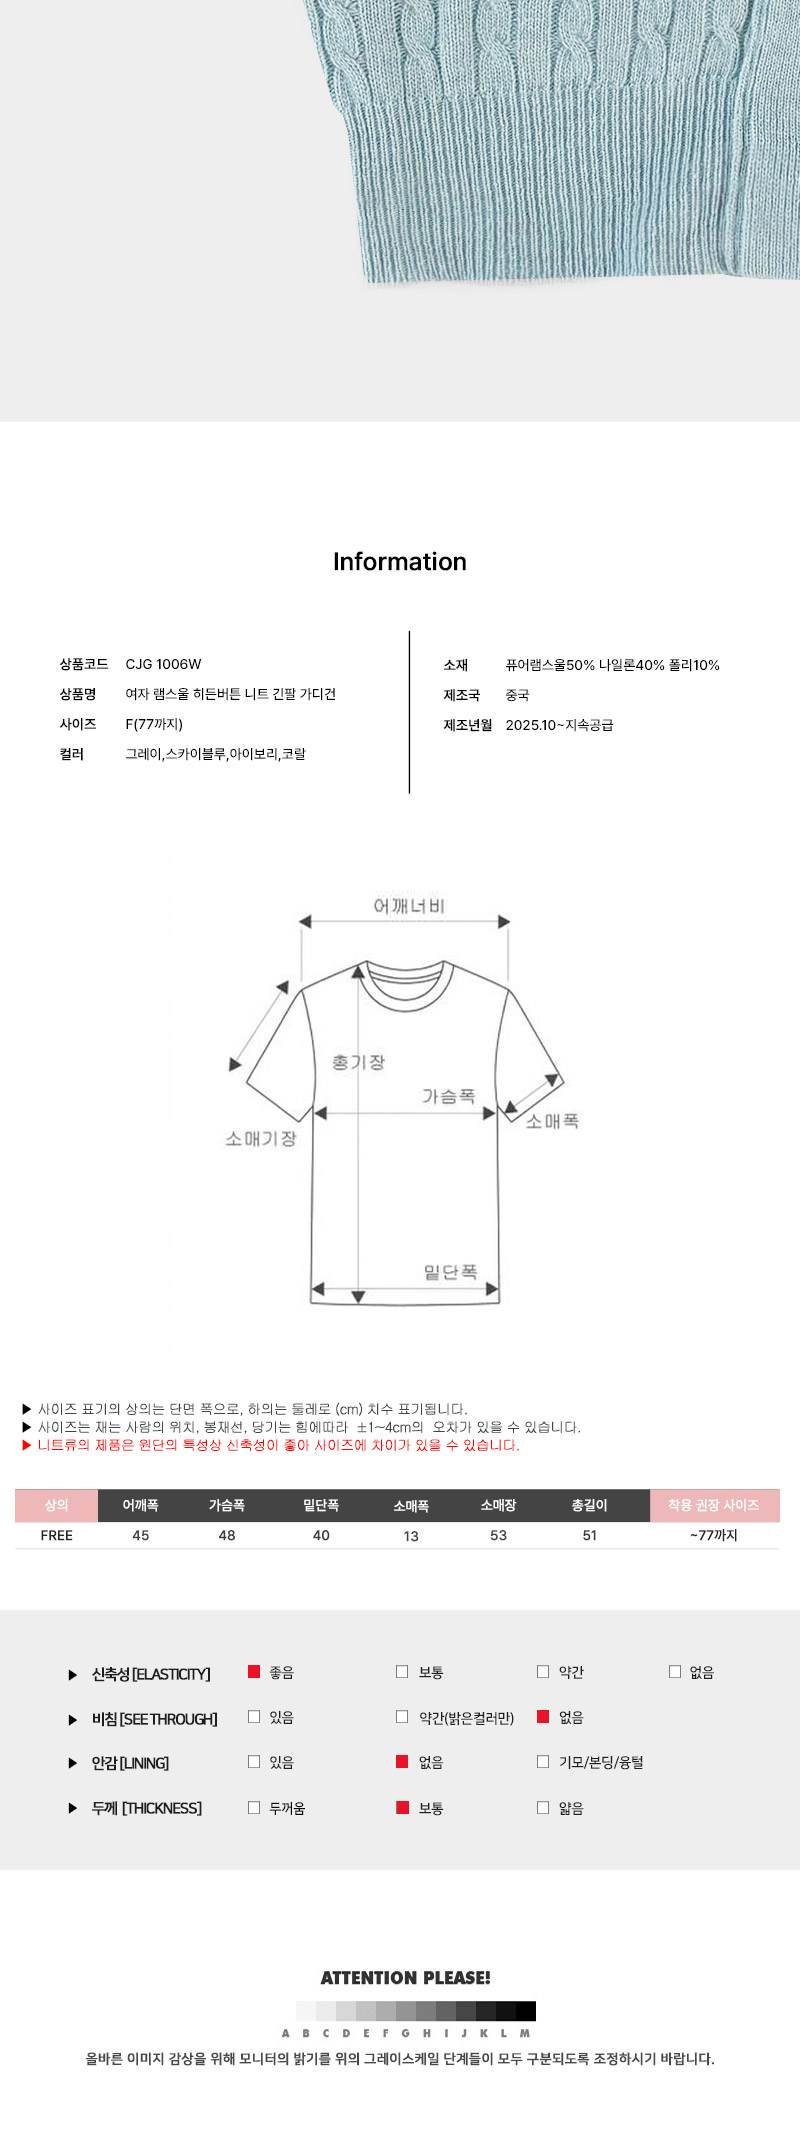 Information
상품코드 CJG 1006W
상품명 여자 램스울 히든버튼 니트 긴팔 가디건
사이즈 F(77까지)
컬러 그레이,스카이블루,아이보리,코랄
소재 퓨어램스울50% 나일론40% 폴리10%
제조국 중국
제조년월 2025.10~지속공급
어깨너비
총기장
가슴폭
소매폭
소매기장
밑단폭
▶ 사이즈 표기의 상의는 단면 폭으로, 하의는 둘레로 (cm) 치수 표기됩니다.
▶ 사이즈는 재는 사람의 위치, 봉재선, 당기는 힘에따라 ±1~4cm의 오차가 있을 수 있습니다.
▶ 니트류의 제품은 원단의 특성상 신축성이 좋아 사이즈에 차이가 있을 수 있습니다.
상의 어깨폭 가슴폭 밑단폭 소매폭 소매장 총길이 착용 권장 사이즈
FREE 45 48 40 13 53 51 ~77까지
▶ 신축성 [ELASTICITY] 좋음 보통 약간 없음
▶ 비침 [SEE THROUGH] 있음 약간(밝은컬러만) 없음
▶ 안감 [LINING] 있음 없음 기모/본딩/융털
▶ 두께 [THICKNESS] 두꺼움 보통 얇음
ATTENTION PLEASE!
A B C D E F G H I J K L M
올바른 이미지 감상을 위해 모니터의 밝기를 위의 그레이스케일 단계들이 모두 구분되도록 조정하시기 바랍니다.